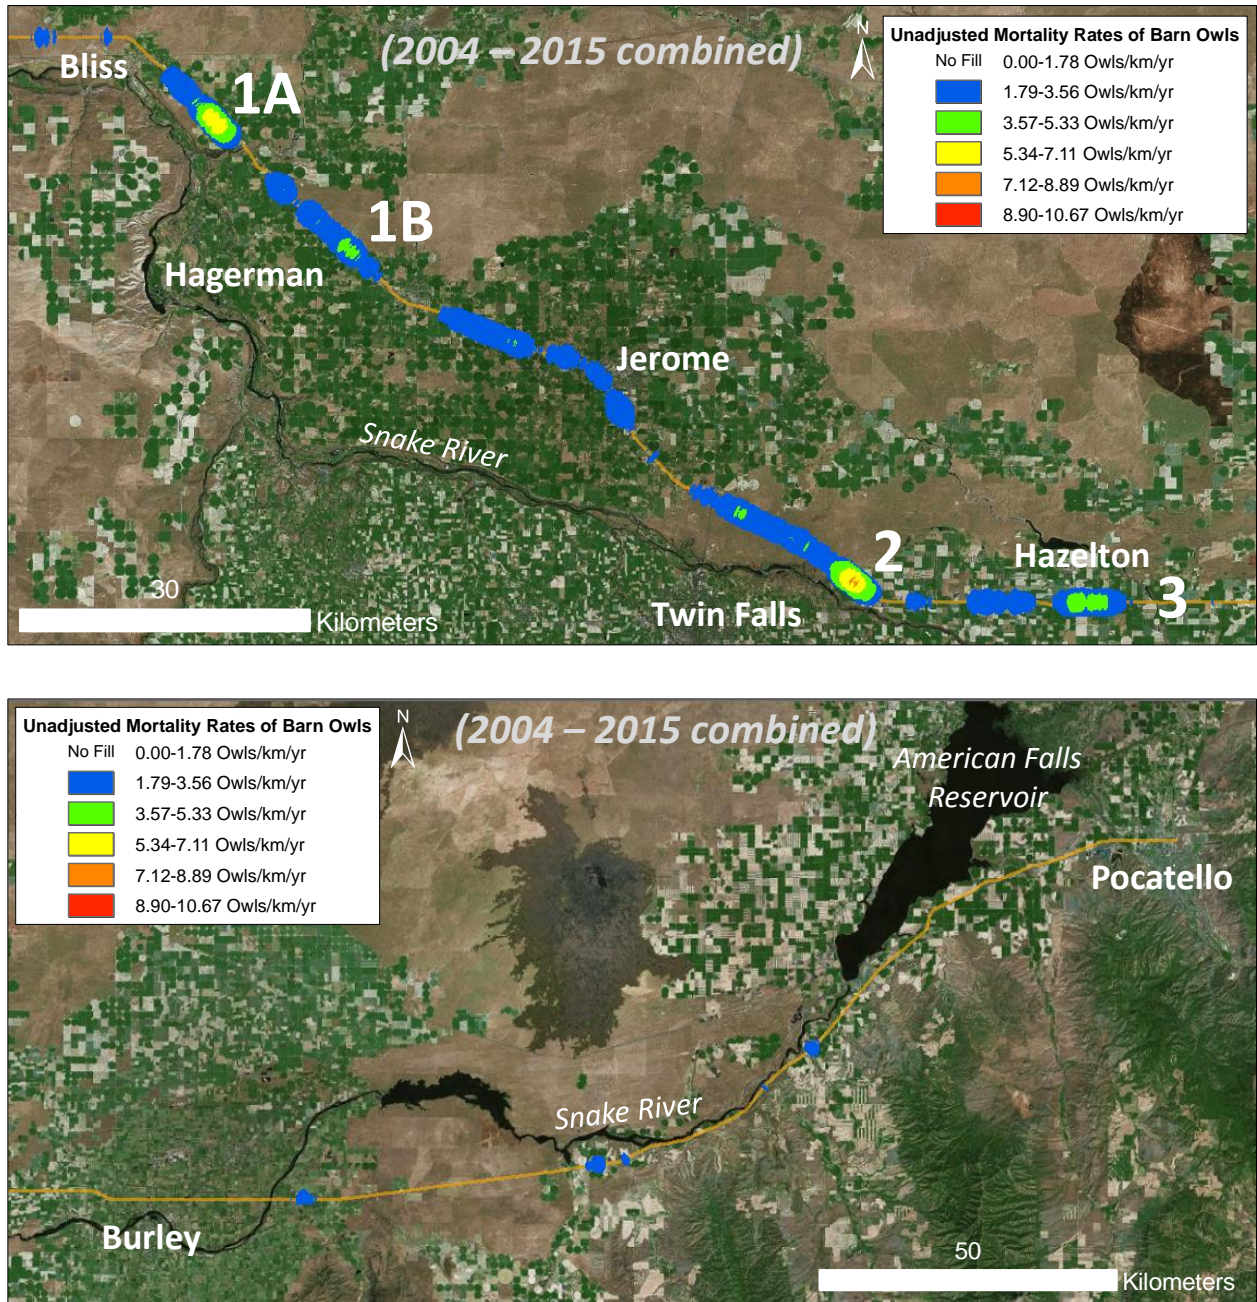 (2004 – 2015 combined)
N
Unadjusted Mortality Rates of Barn Owls
No Fill 0.00-1.78 Owls/km/yr
1.79-3.56 Owls/km/yr
3.57-5.33 Owls/km/yr
5.34-7.11 Owls/km/yr
7.12-8.89 Owls/km/yr
8.90-10.67 Owls/km/yr
Bliss
1A
1B
Hagerman
Jerome
Snake River
2
Hazelton
3
Twin Falls
30
Kilometers
Unadjusted Mortality Rates of Barn Owls
No Fill 0.00-1.78 Owls/km/yr
1.79-3.56 Owls/km/yr
3.57-5.33 Owls/km/yr
5.34-7.11 Owls/km/yr
7.12-8.89 Owls/km/yr
8.90-10.67 Owls/km/yr
N
(2004 – 2015 combined)
American Falls
Reservoir
Pocatello
Snake River
Burley
50
Kilometers